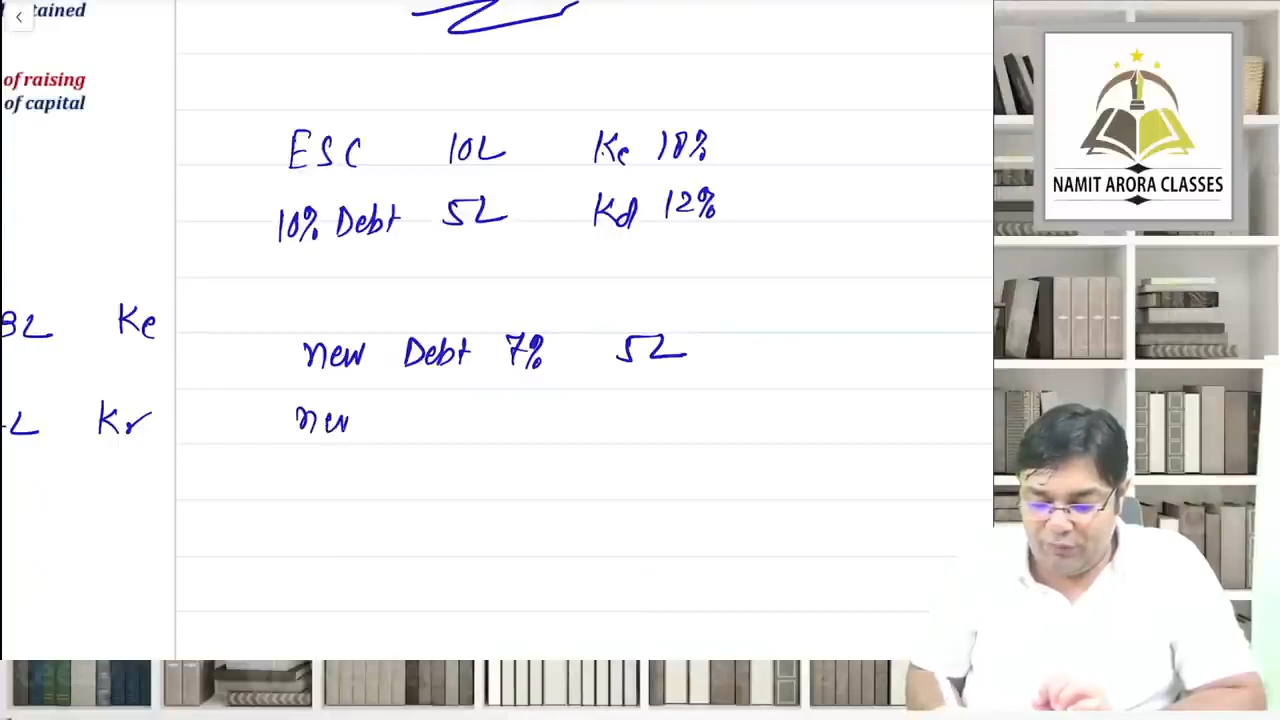 tained
of raising
of capital
ESC 10L Ke 18%
10% Debt 5L Kd 12%
Ke
new Debt 7% 5L
Kr
new
NAMIT ARORA CLASSES